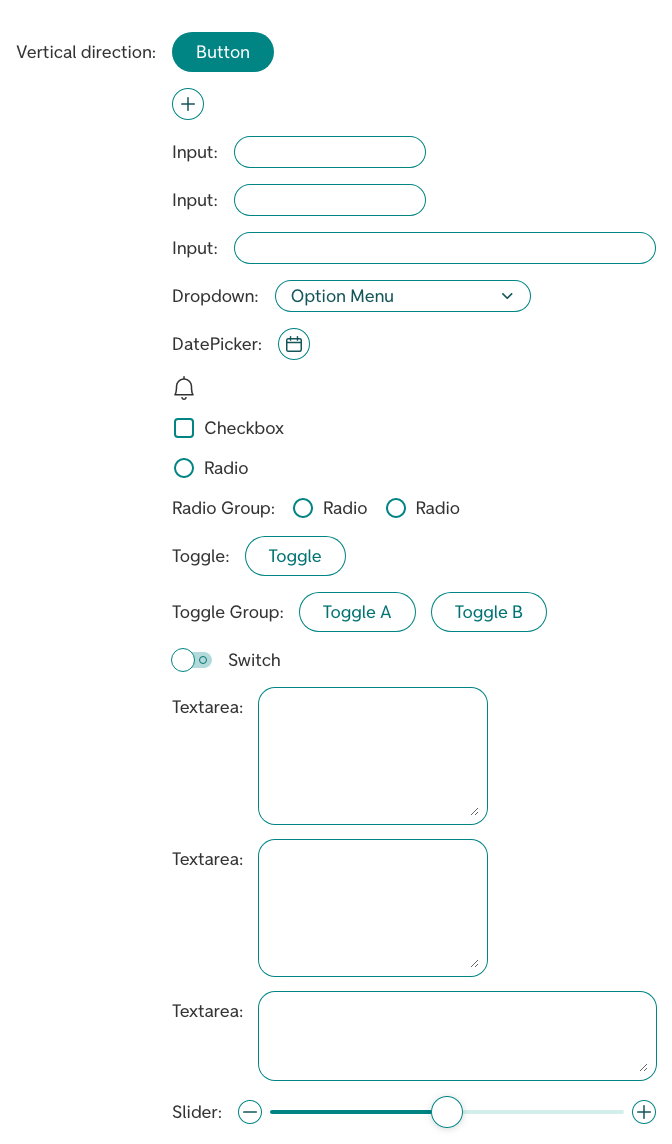 Vertical direction: Button
Input:
Input:
Input:
Dropdown: Option Menu
DatePicker:
Checkbox
Radio
Radio Group: Radio Radio
Toggle: Toggle
Toggle Group: Toggle A Toggle B
Switch
Textarea:
Textarea:
Textarea:
Slider: